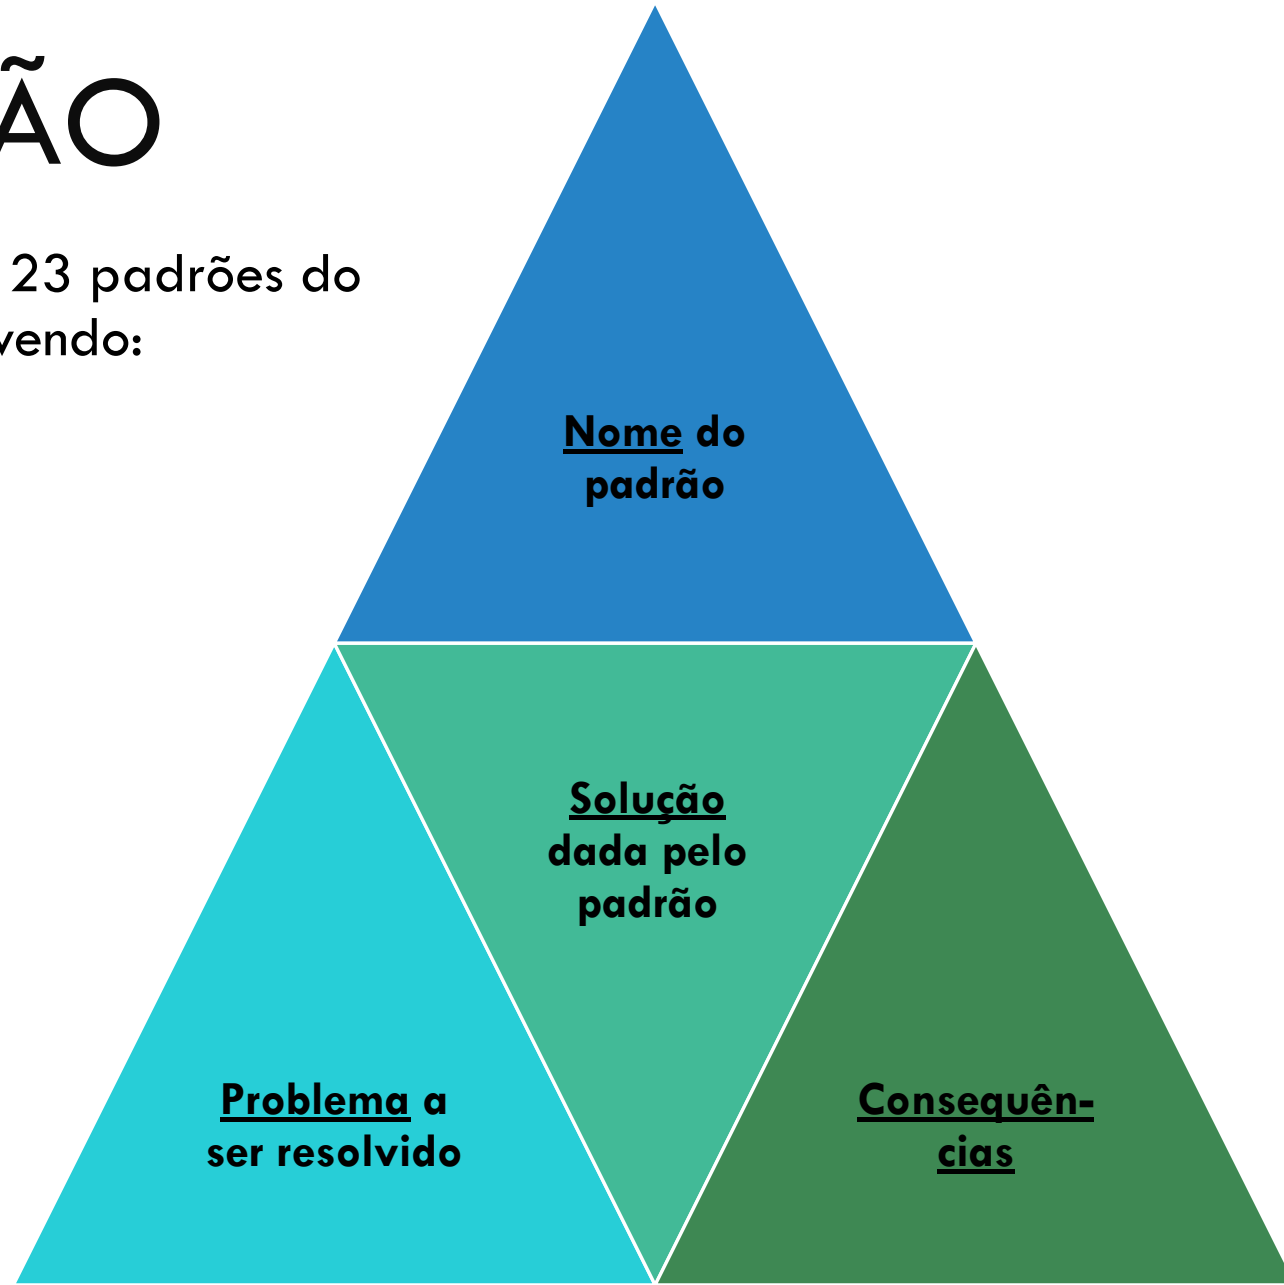 ÃO
23 padrões do
vendo:
Nome do
padrão
Solução
dada pelo
padrão
Problema a
ser resolvido
Consequên-
cias